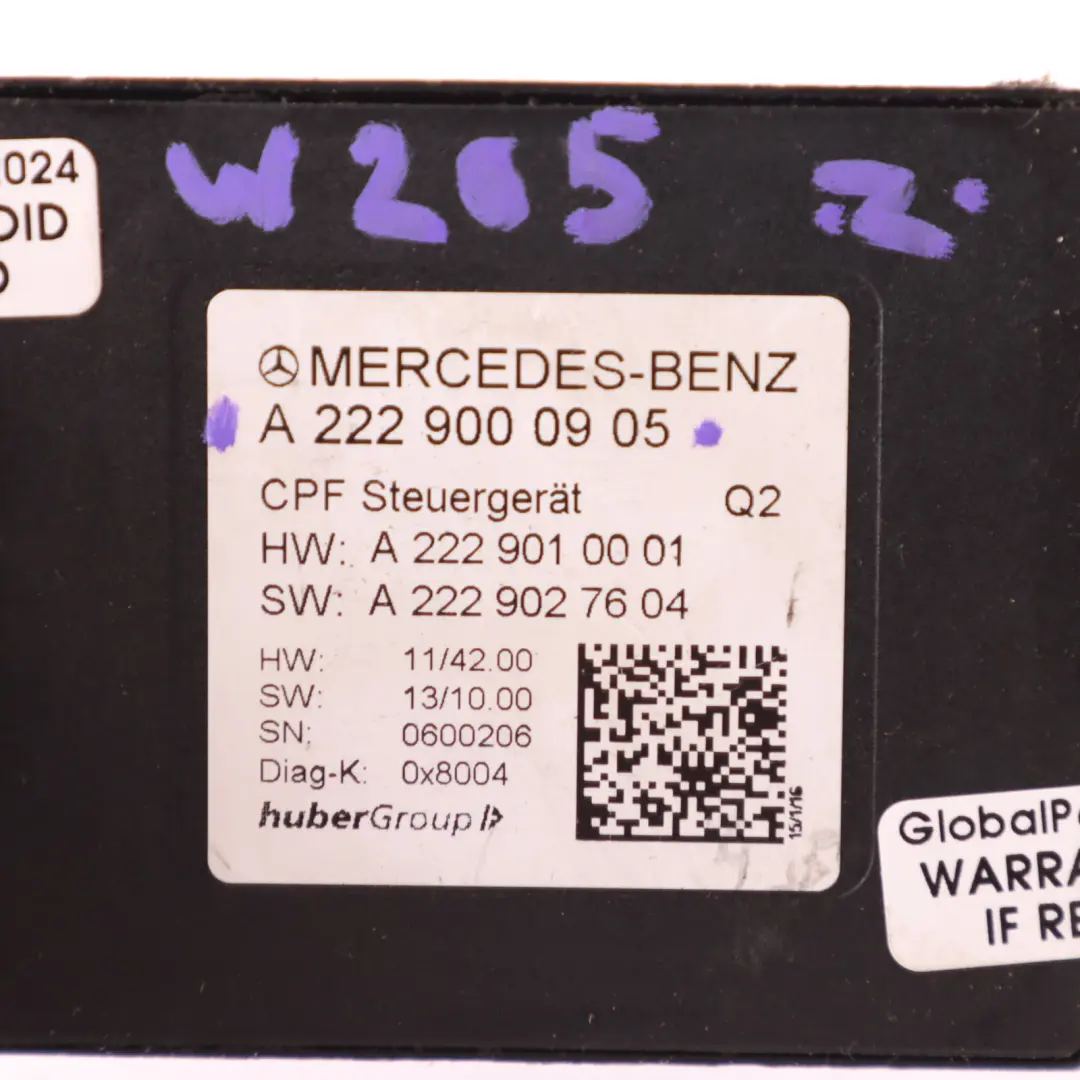 W205 Z.
024
OID
MERCEDES-BENZ
A 222 900 09 05
CPF Steuergerät Q2
HW: A 222 901 00 01
SW: A 222 902 76 04
HW: 11/42.00
SW: 13/10.00
SN: 0600206
Diag-K: 0x8004
huberGroup
15/1/16
GlobalP
WARRA
IF RE